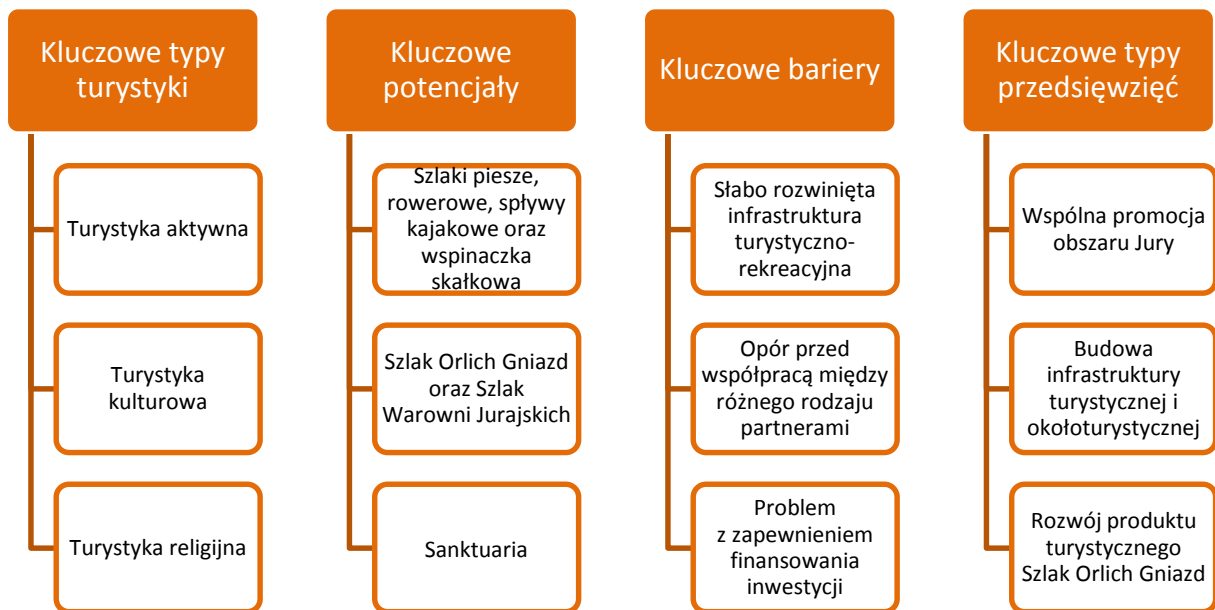 Kluczowe typy
turystyki
Turystyka aktywna
Turystyka
kulturowa
Turystyka religijna
Kluczowe
potencjały
Szlaki piesze,
rowerowe, spływy
kajakowe oraz
wspinaczka
skałkowa
Szlak Orlich Gniazd
oraz Szlak
Warowni Jurajskich
Sanktuaria
Kluczowe bariery
Słabo rozwinięta
infrastruktura
turystyczno-
rekreacyjna
Opór przed
współpracą między
różnego rodzaju
partnerami
Problem
z zapewnieniem
finansowania
inwestycji
Kluczowe typy
przedsięwzięć
Wspólna promocja
obszaru Jury
Budowa
infrastruktury
turystycznej i
okołoturystycznej
Rozwój produktu
turystycznego
Szlak Orlich Gniazd